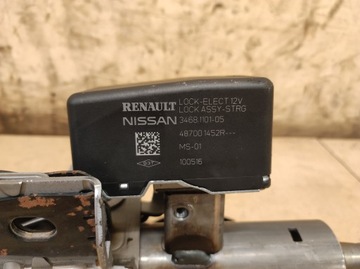 RENAULT LOCK-ELECT.12V
LOCK ASSY-STRG
NISSAN 3468.1101-05
487001452R---
MS-01
100516